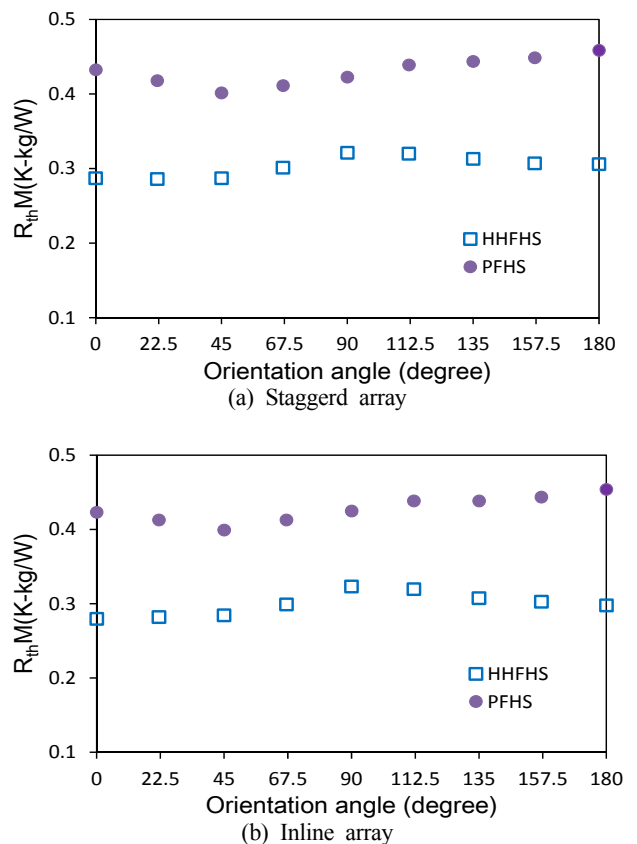 0.5
0.4
0.3
0.2
0.1
RthM(K-kg/W)
HHFHS
PFHS
0 22.5 45 67.5 90 112.5 135 157.5 180
Orientation angle (degree)
(a) Staggerd array
0.5
0.4
0.3
0.2
0.1
RthM(K-kg/W)
HHFHS
PFHS
0 22.5 45 67.5 90 112.5 135 157.5 180
Orientation angle (degree)
(b) Inline array